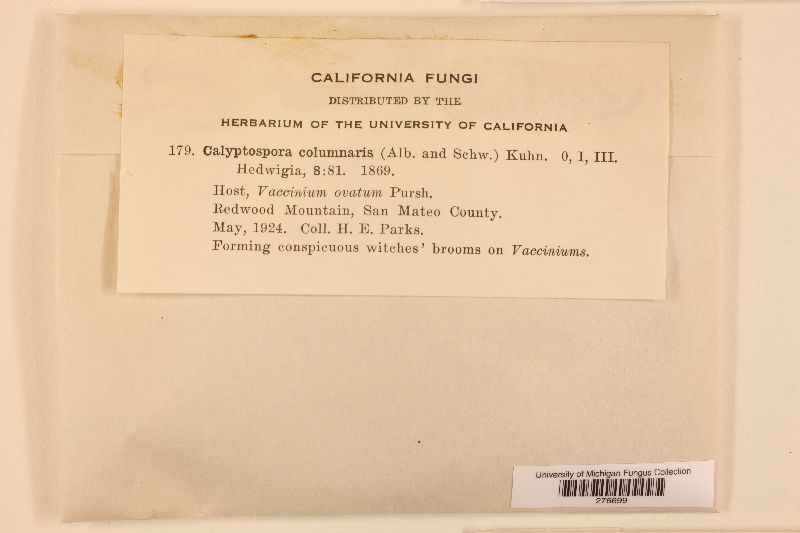 CALIFORNIA FUNGI
DISTRIBUTED BY THE
HERBARIUM OF THE UNIVERSITY OF CALIFORNIA
179. Calyptospora columnaris (Alb. and Schw.) Kuhn. 0, I, III.
Hedwigia, 8:81. 1869.
Host, Vaccinium ovatum Pursh.
Redwood Mountain, San Mateo County.
May, 1924. Coll. H. E. Parks.
Forming conspicuous witches' brooms on Vacciniums.
University of Michigan Fungus Collection
276699